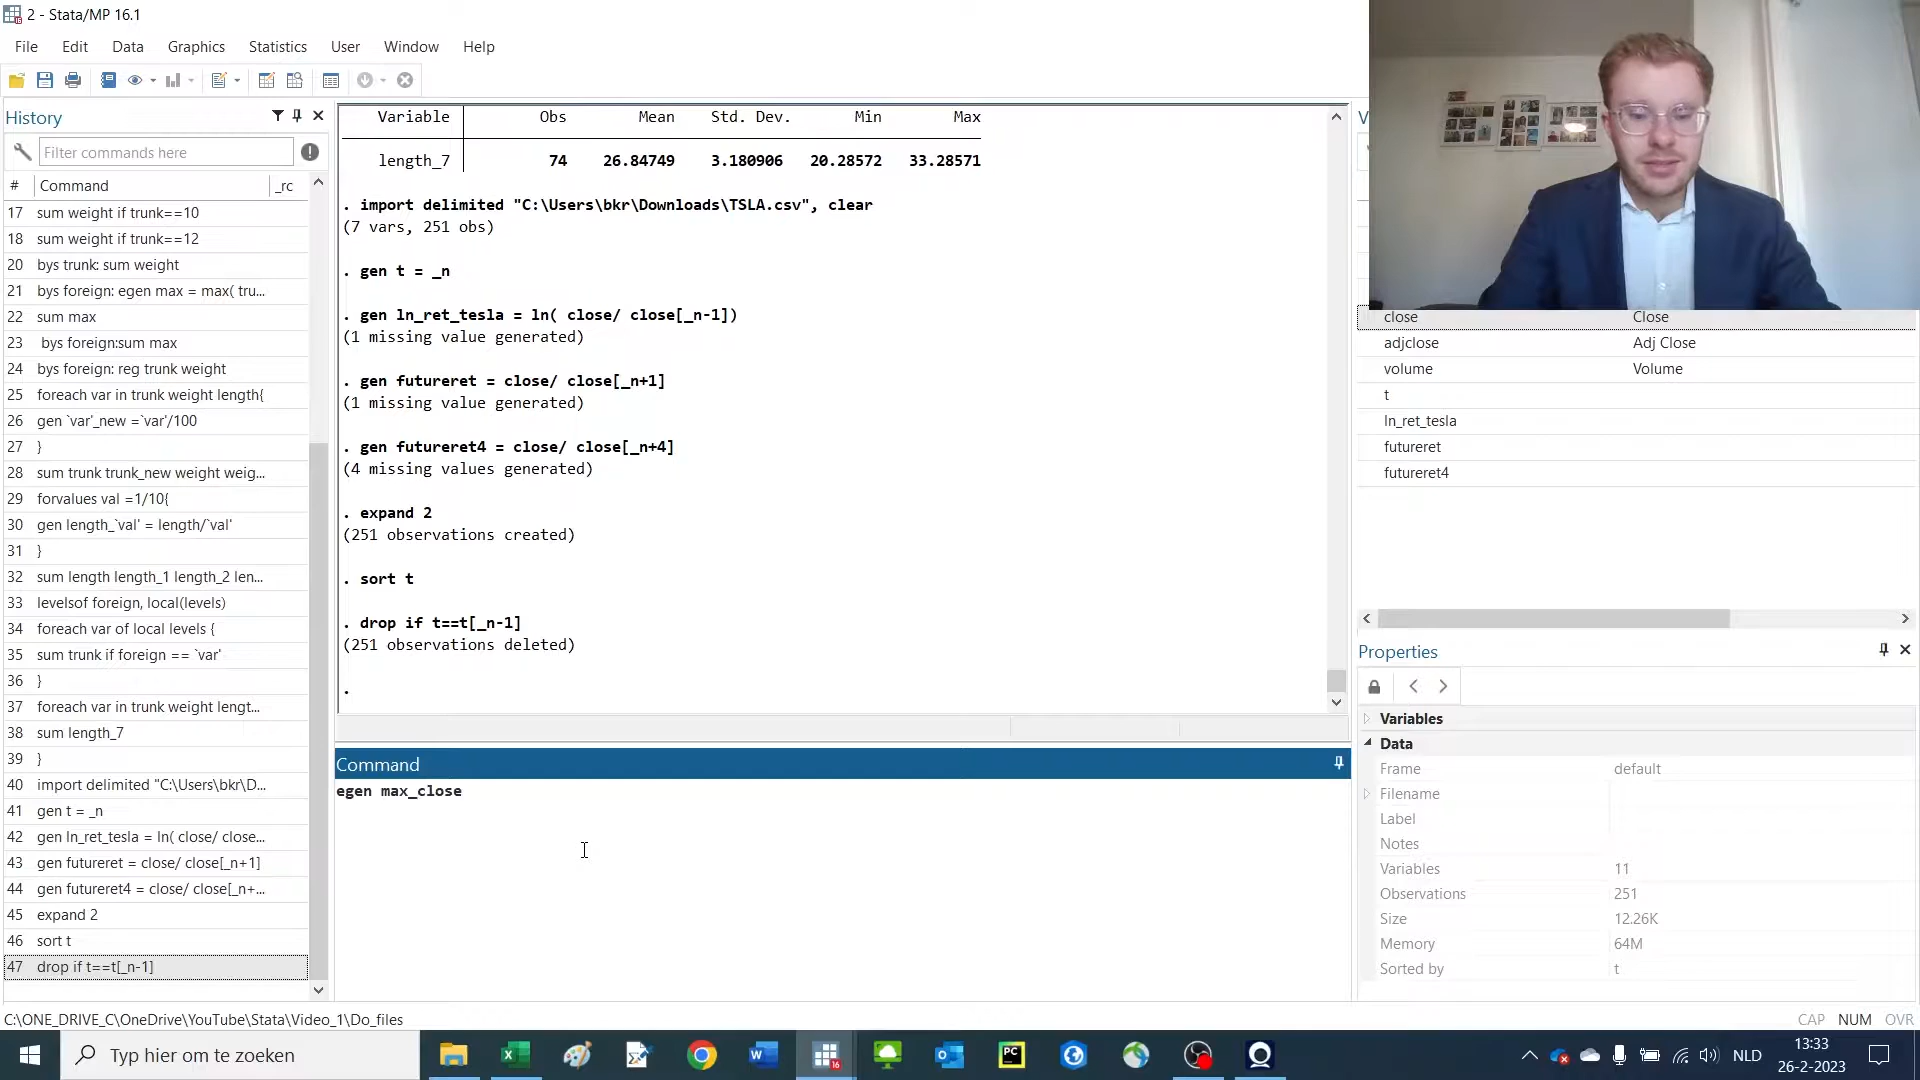 2 - Stata/MP 16.1
File Edit Data Graphics Statistics User Window Help
History
Filter commands here
# Command _rc
17 sum weight if trunk==10
18 sum weight if trunk==12
20 bys trunk: sum weight
21 bys foreign: egen max = max( tru...
22 sum max
23 bys foreign:sum max
24 bys foreign: reg trunk weight
25 foreach var in trunk weight length{
26 gen `var'_new =`var'/100
27 }
28 sum trunk trunk_new weight weig...
29 forvalues val =1/10{
30 gen length_`val' = length/`val'
31 }
32 sum length length_1 length_2 len...
33 levelsof foreign, local(levels)
34 foreach var of local levels {
35 sum trunk if foreign == `var'
36 }
37 foreach var in trunk weight lengt...
38 sum length_7
39 }
40 import delimited "C:\Users\bkr\D...
41 gen t = _n
42 gen ln_ret_tesla = ln( close/ close...
43 gen futureret = close/ close[_n+1]
44 gen futureret4 = close/ close[_n+...
45 expand 2
46 sort t
47 drop if t==t[_n-1]
Variable Obs Mean Std. Dev. Min Max
length_7 74 26.84749 3.180906 20.28572 33.28571
. import delimited "C:\Users\bkr\Downloads\TSLA.csv", clear
(7 vars, 251 obs)
. gen t = _n
. gen ln_ret_tesla = ln( close/ close[_n-1])
(1 missing value generated)
. gen futureret = close/ close[_n+1]
(1 missing value generated)
. gen futureret4 = close/ close[_n+4]
(4 missing values generated)
. expand 2
(251 observations created)
. sort t
. drop if t==t[_n-1]
(251 observations deleted)
.
Command
egen max_close
close Close
adjclose Adj Close
volume Volume
t
ln_ret_tesla
futureret
futureret4
Properties
Variables
Data
Frame default
Filename
Label
Notes
Variables 11
Observations 251
Size 12.26K
Memory 64M
Sorted by t
C:\ONE_DRIVE_C\OneDrive\YouTube\Stata\Video_1\Do_files
CAP NUM OVR
Typ hier om te zoeken
NLD
13:33
26-2-2023